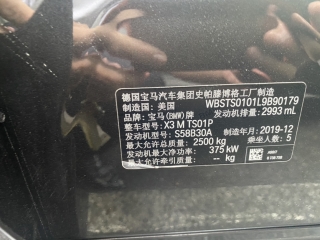 德国宝马汽车集团史帕滕博格工厂制造
制造国：美国 WBSTS0101L9B90179
品牌：宝马(BMW)牌 发动机排量：2993 mL
整车型号：X3 M TS01P
发动机型号：S58B30A 制造年月：2019-12
最大允许总质量：2500 kg 乘坐人数：5
发动机最大净功率：375 kW
最大允许牵引质量：-- kg